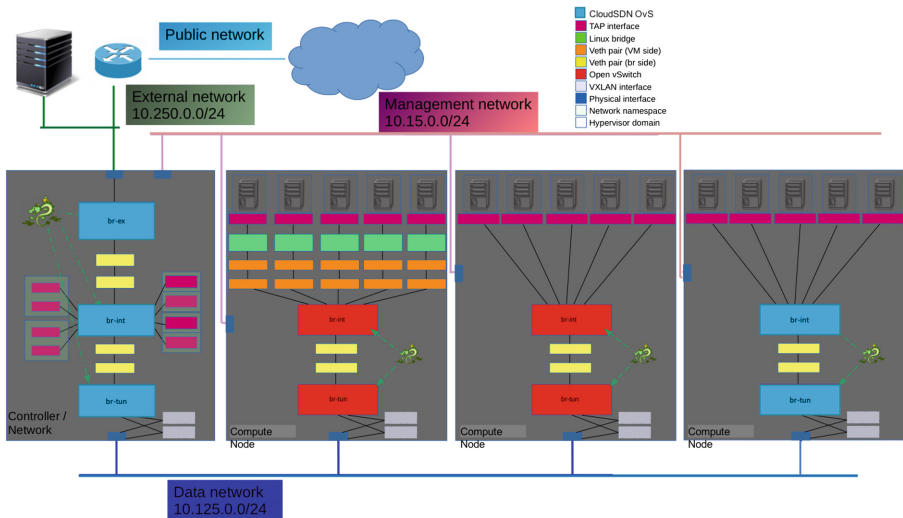 Public network
External network
10.250.0.0/24
Management network
10.15.0.0/24
CloudSDN OvS
TAP interface
Linux bridge
Veth pair (VM side)
Veth pair (br side)
Open vSwitch
VXLAN interface
Physical interface
Network namespace
Hypervisor domain
br-ex
br-int
br-tun
Controller /
Network
br-int
br-tun
Compute
Node
br-int
br-tun
Compute
Node
br-int
br-tun
Compute
Node
Data network
10.125.0.0/24